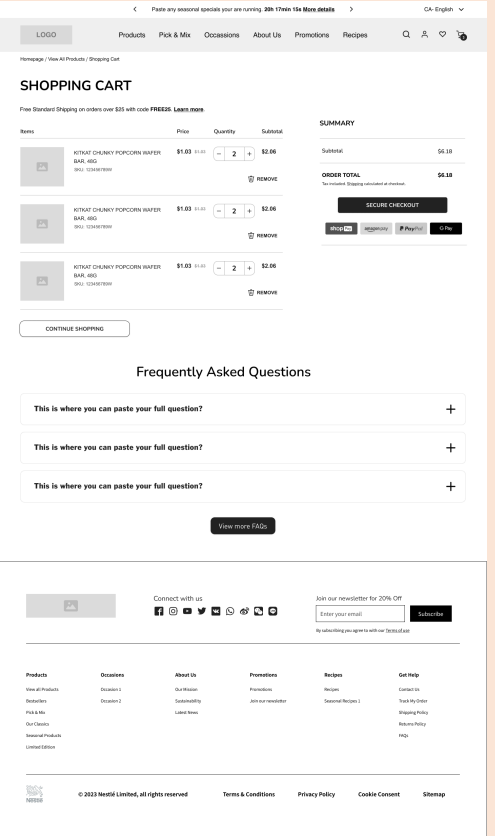 Paste any seasonal specials your are running. 20h 17min 15s More details
CA- English
LOGO
Products Pick & Mix Occassions About Us Promotions Recipes
Homepage / View All Products / Shopping Cart
SHOPPING CART
Free Standard Shipping on orders over $25 with code FREE25. Learn more.
Items Price Quantity Subtotal
KITKAT CHUNKY POPCORN WAFER $1.03 $1.03 − 2 + $2.06
BAR, 48G
SKU: 12345678WW
REMOVE
KITKAT CHUNKY POPCORN WAFER $1.03 $1.03 − 2 + $2.06
BAR, 48G
SKU: 12345678WW
REMOVE
KITKAT CHUNKY POPCORN WAFER $1.03 $1.03 − 2 + $2.06
BAR, 48G
SKU: 12345678WW
REMOVE
CONTINUE SHOPPING
SUMMARY
Subtotal $6.18
ORDER TOTAL $6.18
Tax included. Shipping calculated at checkout.
SECURE CHECKOUT
shop Pay amazon pay PayPal G Pay
Frequently Asked Questions
This is where you can paste your full question?
This is where you can paste your full question?
This is where you can paste your full question?
View more FAQs
Connect with us
Join our newsletter for 20% Off
Enter your email Subscribe
By subscribing you agree to with our Terms of use
Products Occasions About Us Promotions Recipes Get Help
View all Products Occasion 1 Our Mission Promotions Recipes Contact Us
Bestsellers Occasion 2 Sustainability Join our newsletter Seasonal Recipes 1 Track My Order
Pick & Mix Latest News Shipping Policy
Our Classics Returns Policy
Seasonal Products FAQs
Limited Edition
Nestle © 2023 Nestlé Limited, all rights reserved Terms & Conditions Privacy Policy Cookie Consent Sitemap